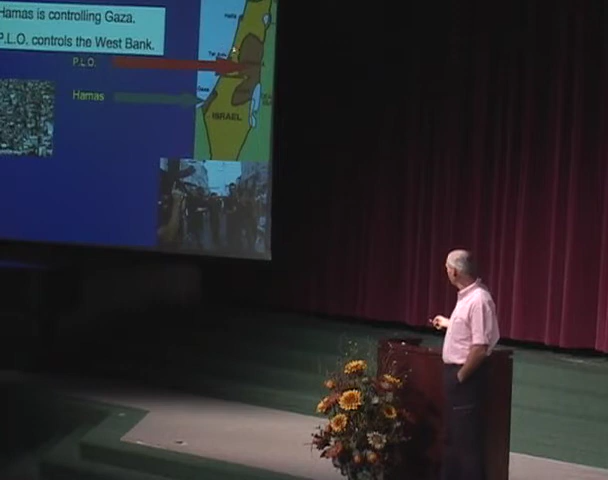 Hamas is controlling Gaza.
P.L.O. controls the West Bank.
P.L.O.
Hamas
ISRAEL